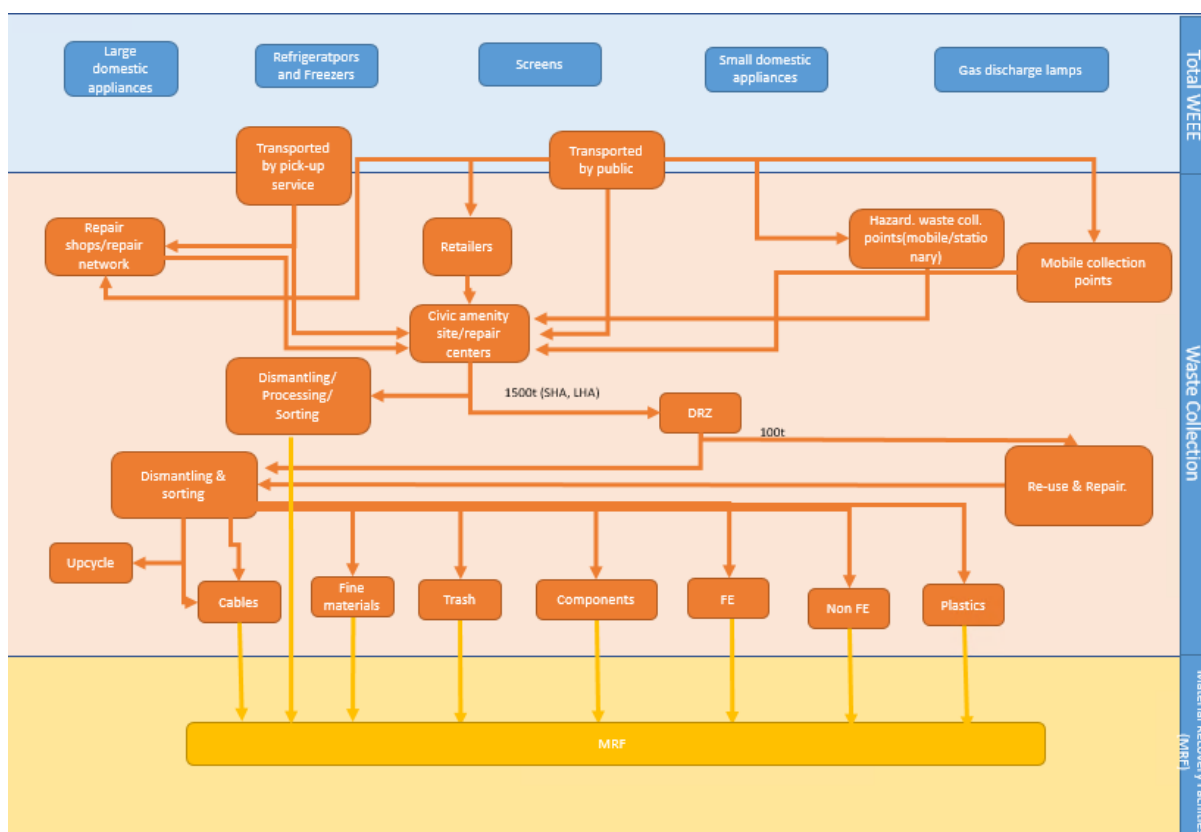 Large
domestic
appliances
Refrigeratpors
and Freezers
Screens
Small domestic
appliances
Gas discharge lamps
Total WEEE
Transported
by pick-up
service
Transported
by public
Repair
shops/repair
network
Retailers
Hazard. waste coll.
points(mobile/statio
nary)
Mobile collection
points
Civic amenity
site/repair
centers
Waste Collection
Dismantling/
Processing/
Sorting
1500t (SHA, LHA)
DRZ
100t
Dismantling &
sorting
Re-use & Repair.
Upcycle
Cables
Fine
materials
Trash
Components
FE
Non FE
Plastics
MRF
Material Recovery
(MRF)